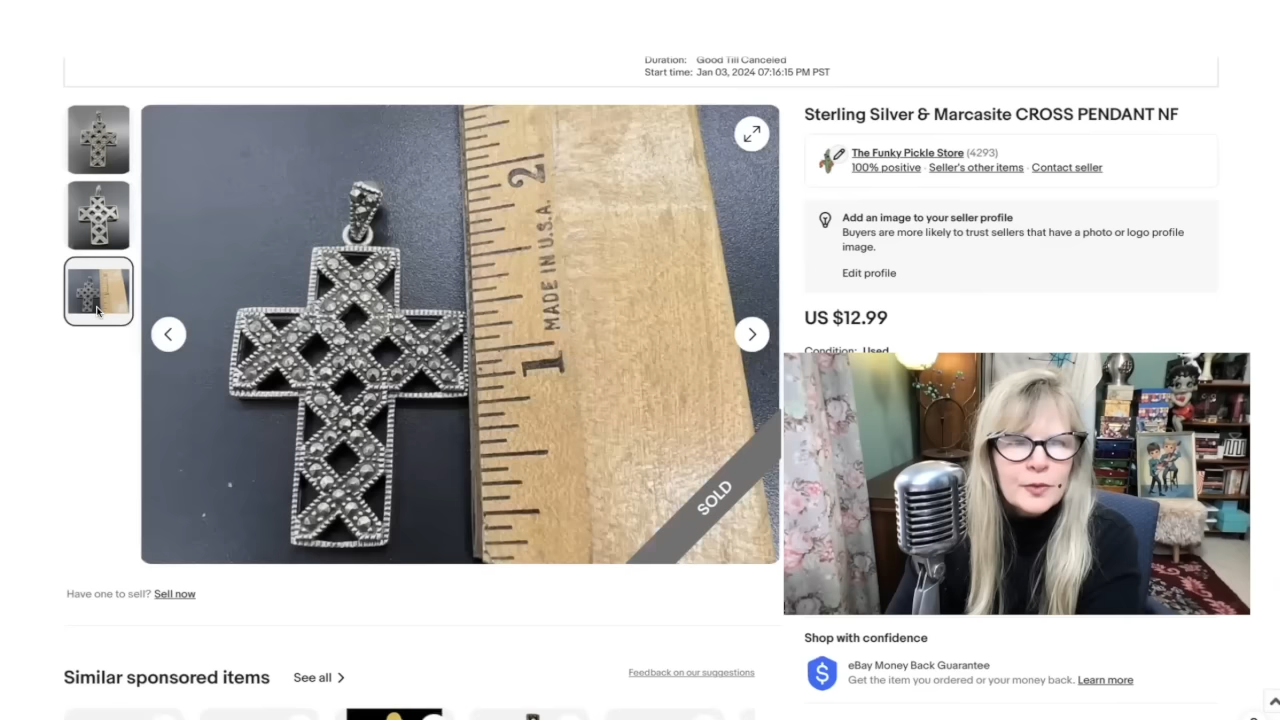 Duration: Good Till Canceled
Start time: Jan 03, 2024 07:16:15 PM PST
2
MADE IN U.S.A.
1
SOLD
Sterling Silver & Marcasite CROSS PENDANT NF
The Funky Pickle Store (4293)
100% positive · Seller's other items · Contact seller
Add an image to your seller profile
Buyers are more likely to trust sellers that have a photo or logo profile
image.
Edit profile
US $12.99
Condition: Used
Have one to sell? Sell now
Shop with confidence
eBay Money Back Guarantee
Get the item you ordered or your money back. Learn more
Similar sponsored items See all
Feedback on our suggestions